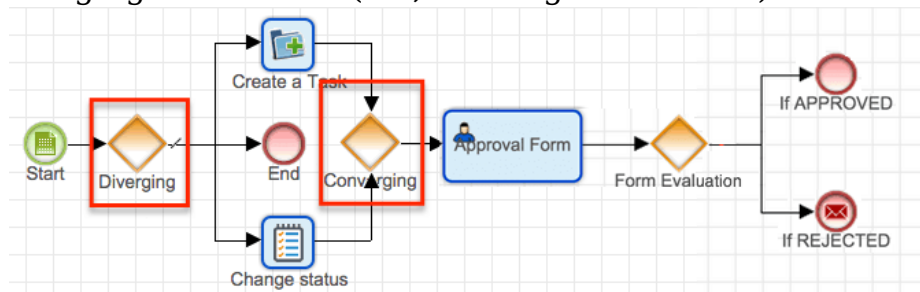 Create a Task
If APPROVED
Approval Form
Start
Diverging
End
Converging
Form Evaluation
If REJECTED
Change status